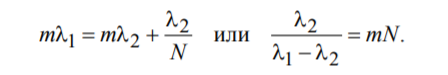 mλ₁ = mλ₂ + λ₂/N или λ₂/(λ₁ − λ₂) = mN.